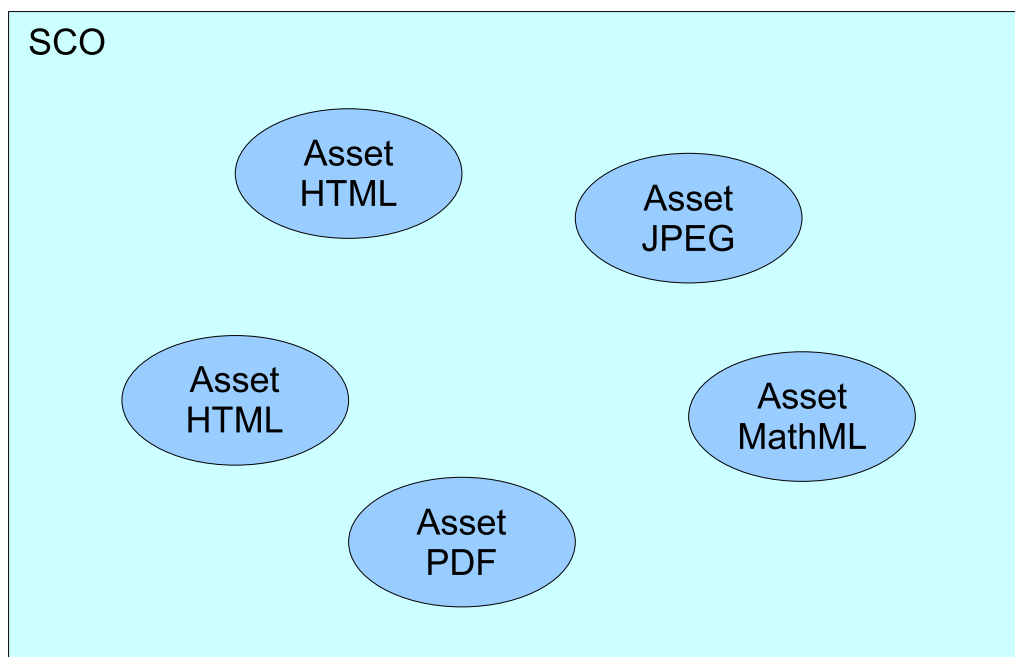 SCO
Asset
HTML
Asset
JPEG
Asset
HTML
Asset
MathML
Asset
PDF